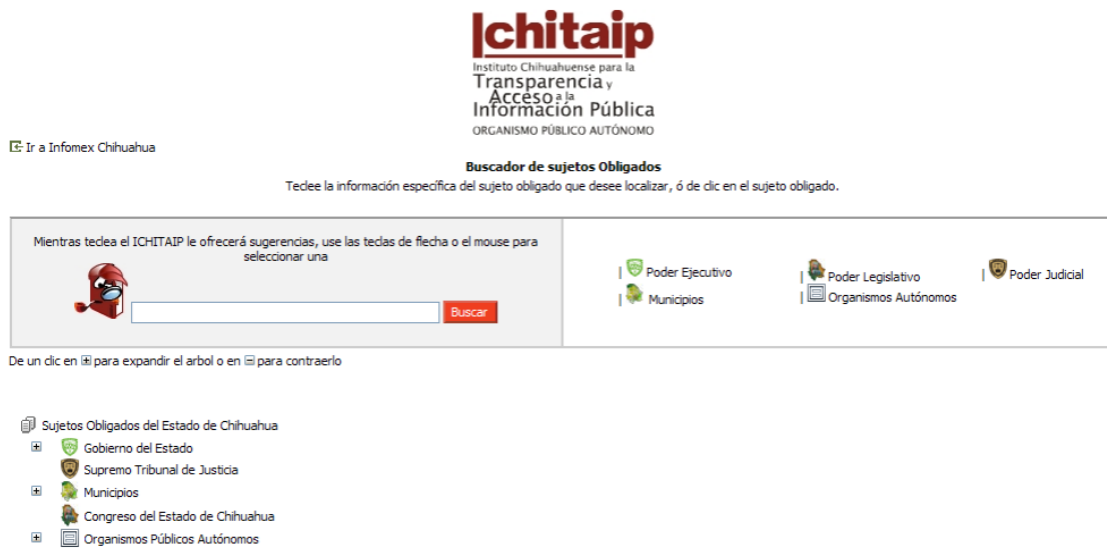 Ichitaip
Instituto Chihuahuense para la
Transparencia y
Acceso a la
Información Pública
ORGANISMO PÚBLICO AUTÓNOMO
Ir a Infomex Chihuahua
Buscador de sujetos Obligados
Teclee la información específica del sujeto obligado que desee localizar, ó de clic en el sujeto obligado.
Mientras teclea el ICHITAIP le ofrecerá sugerencias, use las teclas de flecha o el mouse para
seleccionar una
Buscar
| Poder Ejecutivo | Poder Legislativo | Poder Judicial
| Municipios | Organismos Autónomos
De un clic en para expandir el arbol o en para contraerlo
Sujetos Obligados del Estado de Chihuahua
Gobierno del Estado
Supremo Tribunal de Justicia
Municipios
Congreso del Estado de Chihuahua
Organismos Públicos Autónomos